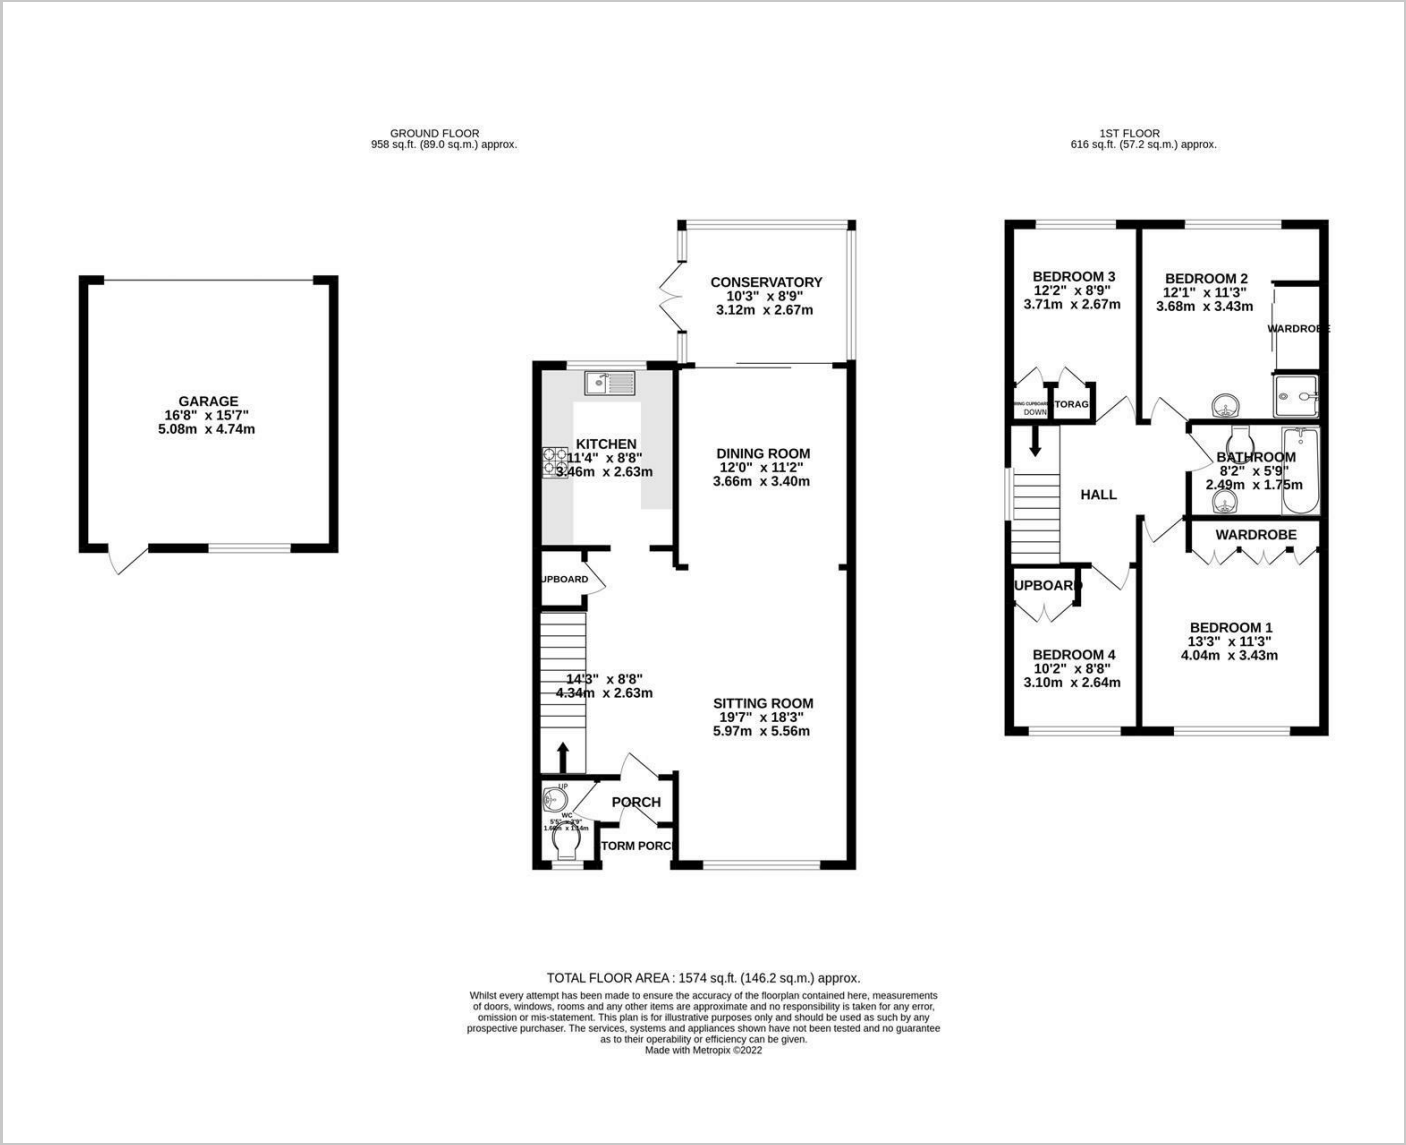 GROUND FLOOR
958 sq.ft. (89.0 sq.m.) approx.
1ST FLOOR
616 sq.ft. (57.2 sq.m.) approx.
GARAGE
16'8" x 15'7"
5.08m x 4.74m
CONSERVATORY
10'3" x 8'9"
3.12m x 2.67m
KITCHEN
11'4" x 8'8"
3.46m x 2.63m
DINING ROOM
12'0" x 11'2"
3.66m x 3.40m
UPBOARD
14'3" x 8'8"
4.34m x 2.63m
SITTING ROOM
19'7" x 18'3"
5.97m x 5.56m
UP
WC
PORCH
TORM PORC
BEDROOM 3
12'2" x 8'9"
3.71m x 2.67m
BEDROOM 2
12'1" x 11'3"
3.68m x 3.43m
WARDROBE
CUPBOARD
DOWN
TORAG
BATHROOM
8'2" x 5'9"
2.49m x 1.75m
HALL
WARDROBE
UPBOARD
BEDROOM 1
13'3" x 11'3"
4.04m x 3.43m
BEDROOM 4
10'2" x 8'8"
3.10m x 2.64m
TOTAL FLOOR AREA : 1574 sq.ft. (146.2 sq.m.) approx.
Whilst every attempt has been made to ensure the accuracy of the floorplan contained here, measurements
of doors, windows, rooms and any other items are approximate and no responsibility is taken for any error,
omission or mis-statement. This plan is for illustrative purposes only and should be used as such by any
prospective purchaser. The services, systems and appliances shown have not been tested and no guarantee
as to their operability or efficiency can be given.
Made with Metropix ©2022